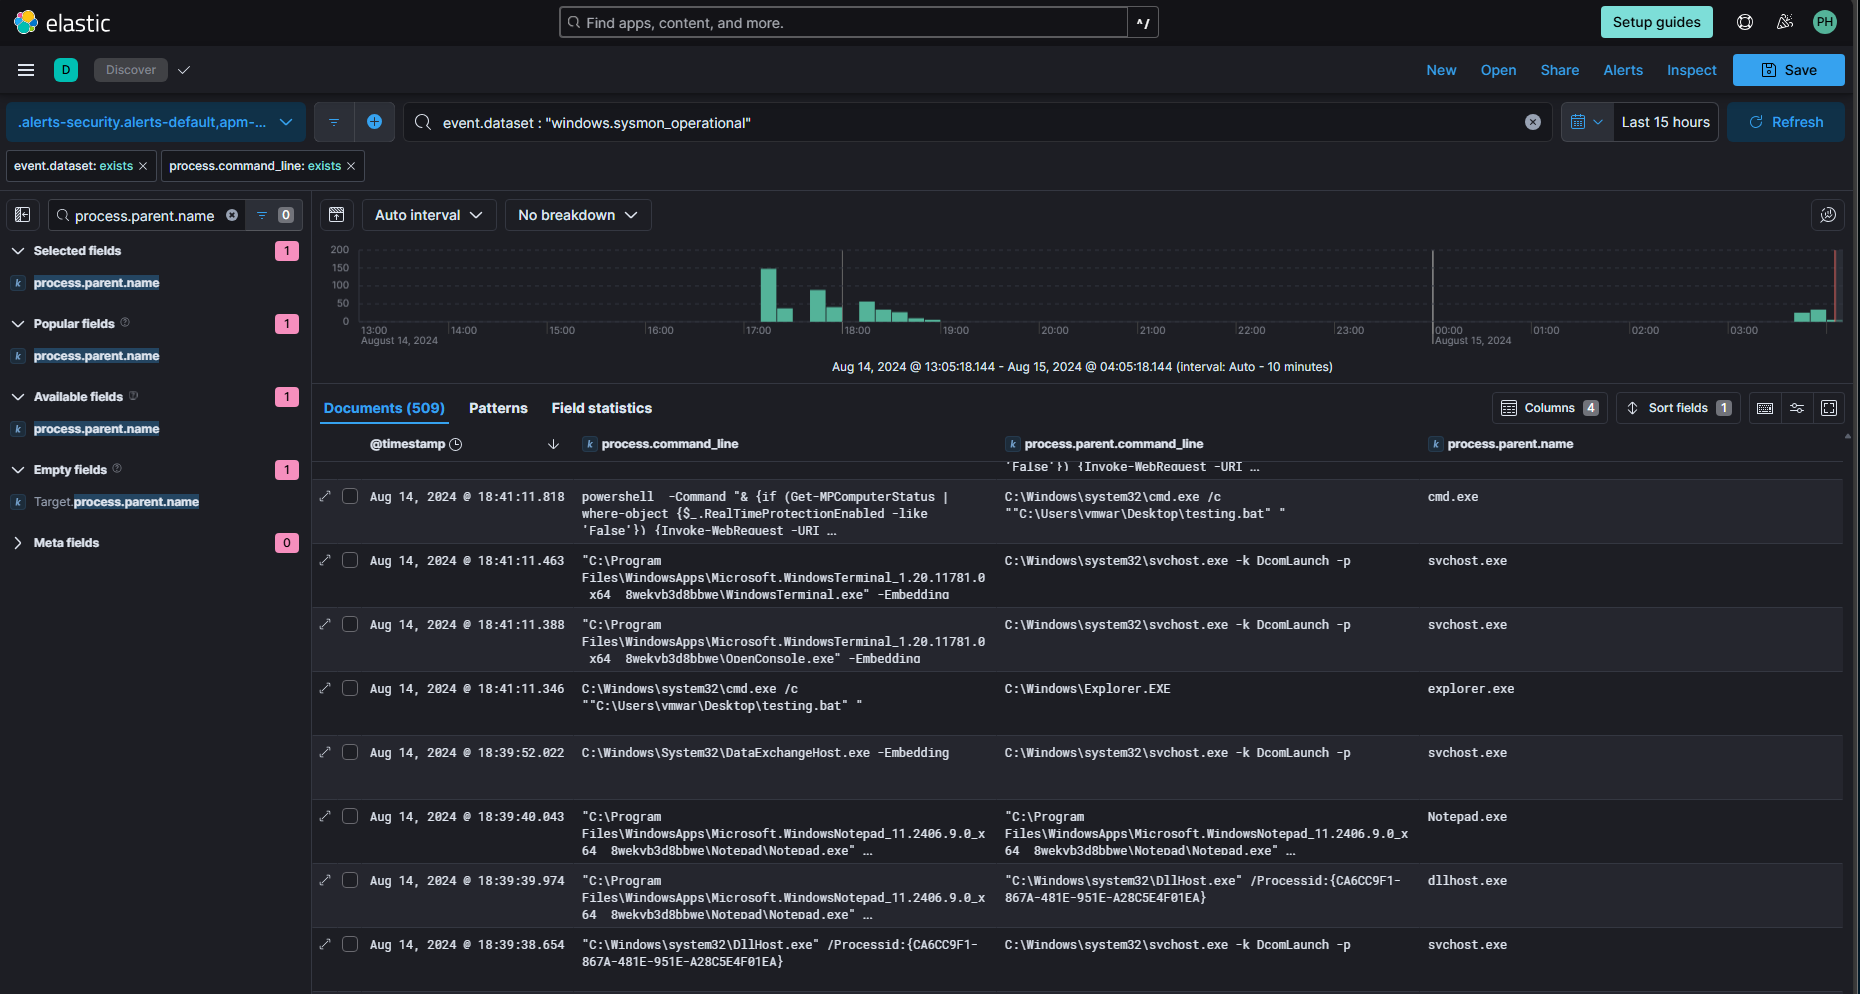 elastic
Find apps, content, and more.
^/
Setup guides
PH
D
Discover
New
Open
Share
Alerts
Inspect
Save
.alerts-security.alerts-default,apm-...
event.dataset : "windows.sysmon_operational"
Last 15 hours
Refresh
event.dataset: exists
process.command_line: exists
process.parent.name
0
Auto interval
No breakdown
Selected fields
1
k process.parent.name
Popular fields
1
k process.parent.name
Available fields
1
k process.parent.name
Empty fields
1
k Target.process.parent.name
Meta fields
0
200
150
100
50
0
13:00
14:00
15:00
16:00
17:00
18:00
19:00
20:00
21:00
22:00
23:00
00:00
01:00
02:00
03:00
August 14, 2024
August 15, 2024
Aug 14, 2024 @ 13:05:18.144 - Aug 15, 2024 @ 04:05:18.144 (interval: Auto - 10 minutes)
Documents (509)
Patterns
Field statistics
Columns 4
Sort fields 1
@timestamp
k process.command_line
k process.parent.command_line
k process.parent.name
'False'}) {Invoke-WebRequest -URI ...
Aug 14, 2024 @ 18:41:11.818
powershell  -Command "& {if (Get-MPComputerStatus |
where-object {$_.RealTimeProtectionEnabled -like
'False'}) {Invoke-WebRequest -URI ...
C:\Windows\system32\cmd.exe /c
""C:\Users\vmwar\Desktop\testing.bat" "
cmd.exe
Aug 14, 2024 @ 18:41:11.463
"C:\Program
Files\WindowsApps\Microsoft.WindowsTerminal_1.20.11781.0
_x64__8wekyb3d8bbwe\WindowsTerminal.exe" -Embedding
C:\Windows\system32\svchost.exe -k DcomLaunch -p
svchost.exe
Aug 14, 2024 @ 18:41:11.388
"C:\Program
Files\WindowsApps\Microsoft.WindowsTerminal_1.20.11781.0
_x64__8wekyb3d8bbwe\OpenConsole.exe" -Embedding
C:\Windows\system32\svchost.exe -k DcomLaunch -p
svchost.exe
Aug 14, 2024 @ 18:41:11.346
C:\Windows\system32\cmd.exe /c
""C:\Users\vmwar\Desktop\testing.bat" "
C:\Windows\Explorer.EXE
explorer.exe
Aug 14, 2024 @ 18:39:52.022
C:\Windows\System32\DataExchangeHost.exe -Embedding
C:\Windows\system32\svchost.exe -k DcomLaunch -p
svchost.exe
Aug 14, 2024 @ 18:39:40.043
"C:\Program
Files\WindowsApps\Microsoft.WindowsNotepad_11.2406.9.0_x
64__8wekyb3d8bbwe\Notepad\Notepad.exe" ...
"C:\Program
Files\WindowsApps\Microsoft.WindowsNotepad_11.2406.9.0_x
64__8wekyb3d8bbwe\Notepad\Notepad.exe" ...
Notepad.exe
Aug 14, 2024 @ 18:39:39.974
"C:\Program
Files\WindowsApps\Microsoft.WindowsNotepad_11.2406.9.0_x
64__8wekyb3d8bbwe\Notepad\Notepad.exe" ...
"C:\Windows\system32\DllHost.exe" /Processid:{CA6CC9F1-
867A-481E-951E-A28C5E4F01EA}
dllhost.exe
Aug 14, 2024 @ 18:39:38.654
"C:\Windows\system32\DllHost.exe" /Processid:{CA6CC9F1-
867A-481E-951E-A28C5E4F01EA}
C:\Windows\system32\svchost.exe -k DcomLaunch -p
svchost.exe